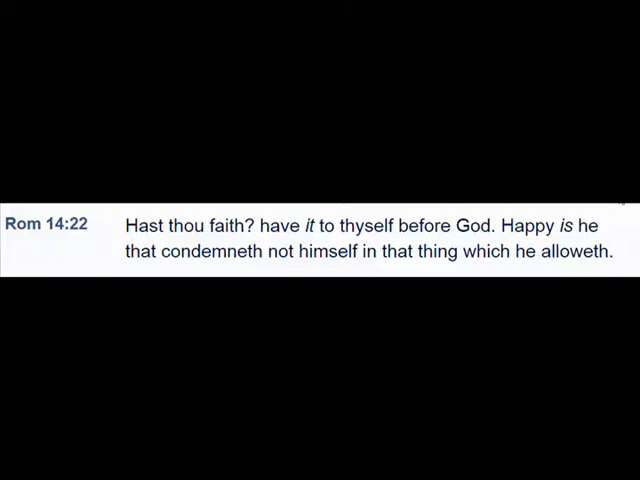 Rom 14:22 Hast thou faith? have it to thyself before God. Happy is he
that condemneth not himself in that thing which he alloweth.